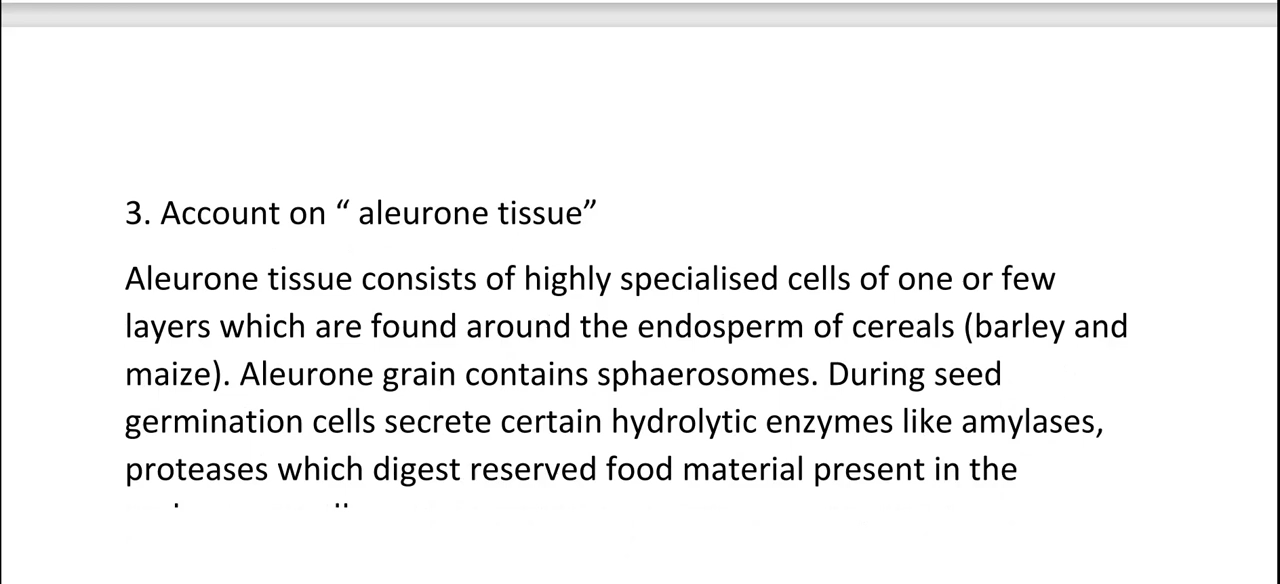 3. Account on “ aleurone tissue”
Aleurone tissue consists of highly specialised cells of one or few
layers which are found around the endosperm of cereals (barley and
maize). Aleurone grain contains sphaerosomes. During seed
germination cells secrete certain hydrolytic enzymes like amylases,
proteases which digest reserved food material present in the